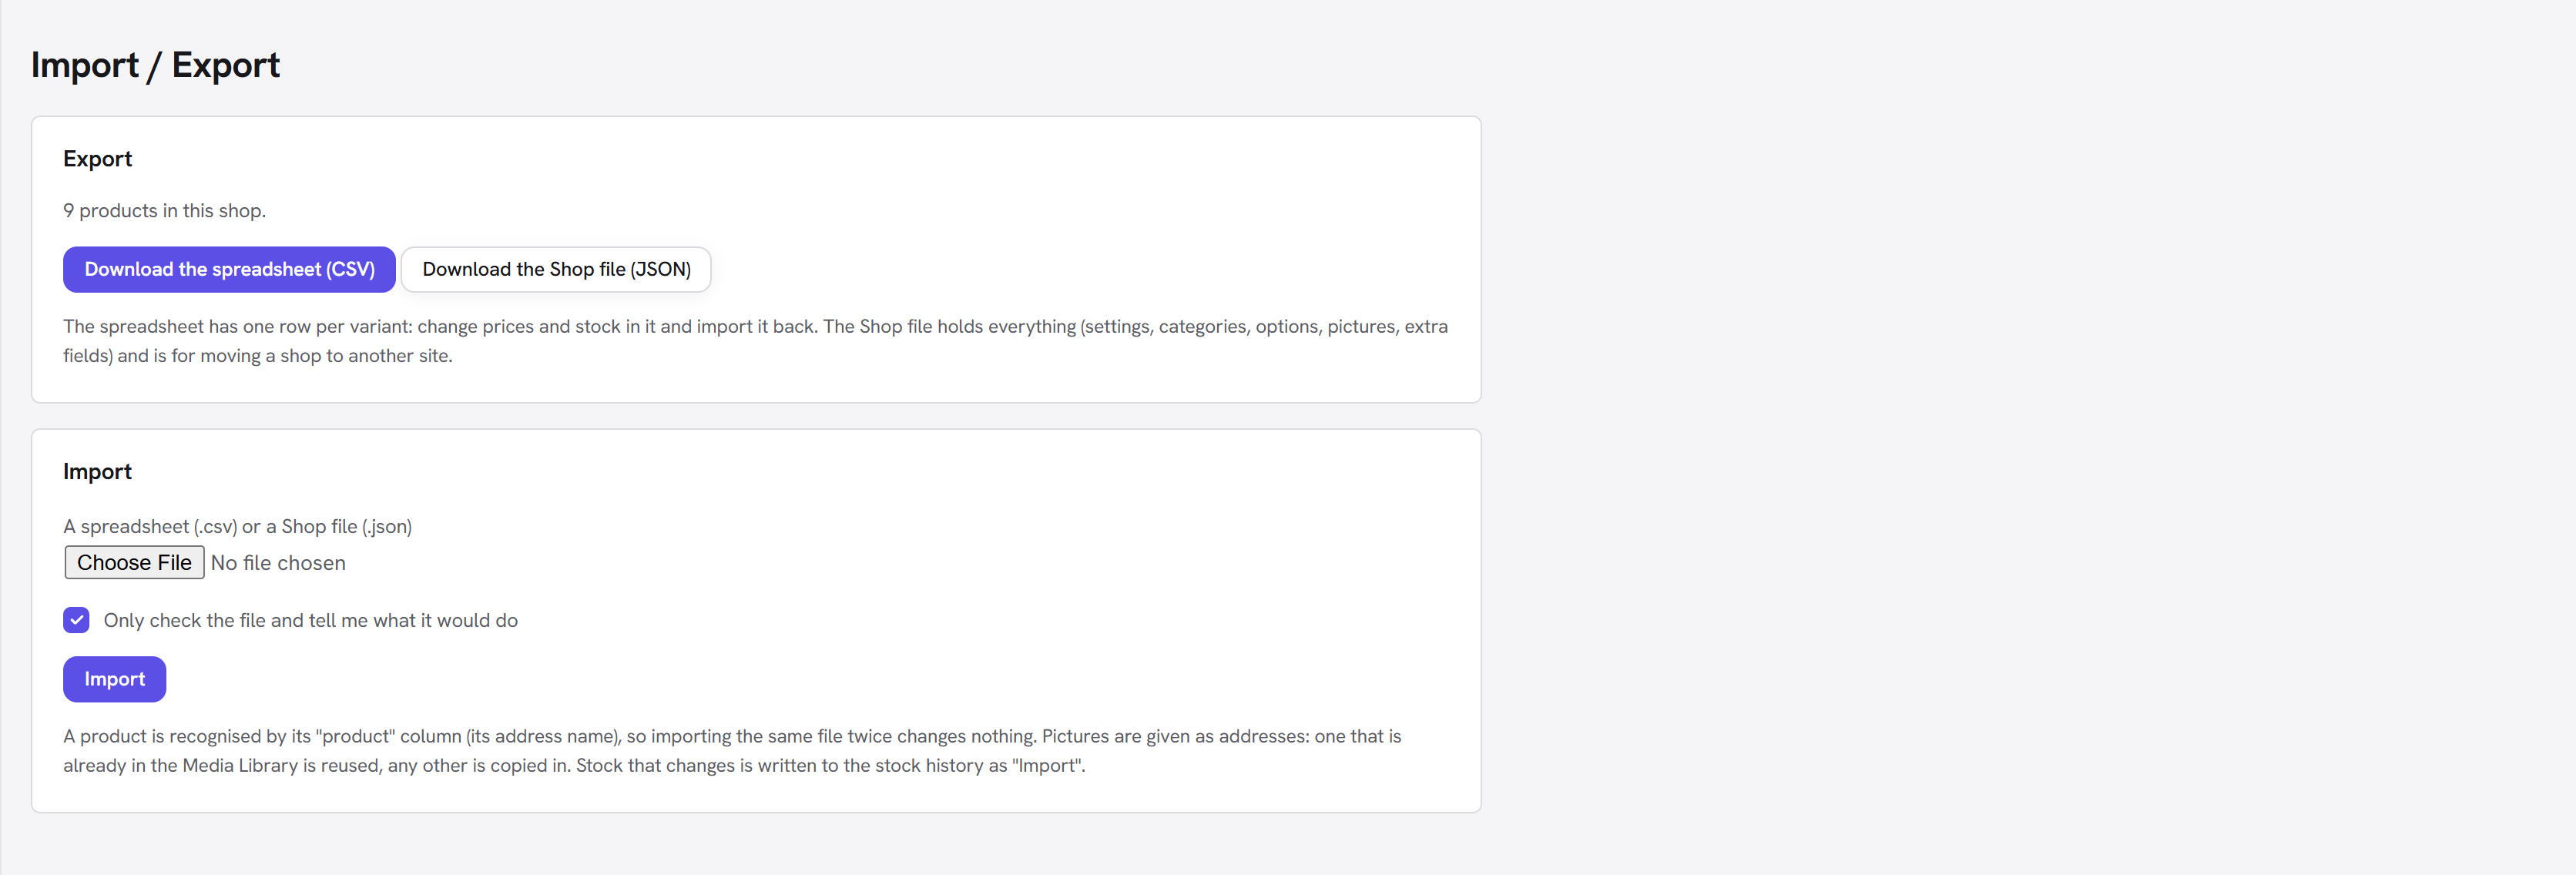 Import / Export
Export
9 products in this shop.
Download the spreadsheet (CSV)
Download the Shop file (JSON)
The spreadsheet has one row per variant: change prices and stock in it and import it back. The Shop file holds everything (settings, categories, options, pictures, extra
fields) and is for moving a shop to another site.
Import
A spreadsheet (.csv) or a Shop file (.json)
Choose File No file chosen
Only check the file and tell me what it would do
Import
A product is recognised by its "product" column (its address name), so importing the same file twice changes nothing. Pictures are given as addresses: one that is
already in the Media Library is reused, any other is copied in. Stock that changes is written to the stock history as "Import".